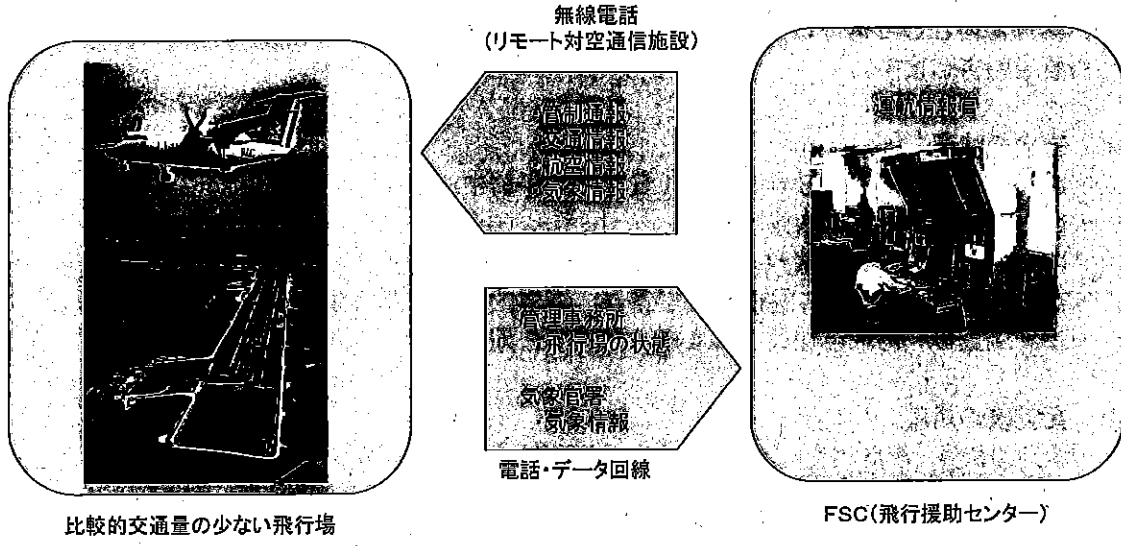 無線電話
(リモート対空通信施設)
管制通報
交通情報
航空情報
気象情報
運航情報官
管理事務所
・飛行場の状態
気象官署
・気象情報
電話・データ回線
比較的交通量の少ない飛行場
FSC(飛行援助センター)